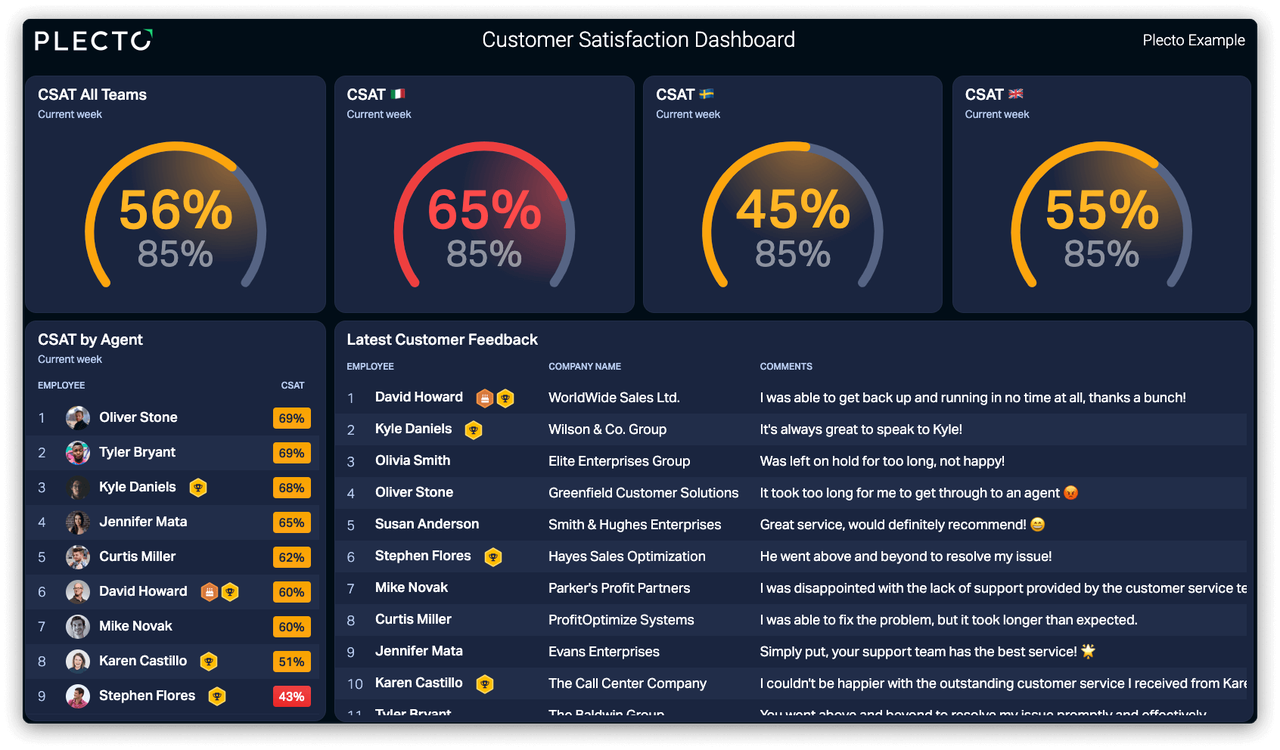 PLECTO
Customer Satisfaction Dashboard
Plecto Example
CSAT All Teams
Current week
56%
85%
CSAT 🇮🇹
Current week
65%
85%
CSAT 🇸🇪
Current week
45%
85%
CSAT 🇬🇧
Current week
55%
85%
CSAT by Agent
Current week
EMPLOYEE CSAT
1 Oliver Stone 69%
2 Tyler Bryant 69%
3 Kyle Daniels 68%
4 Jennifer Mata 65%
5 Curtis Miller 62%
6 David Howard 60%
7 Mike Novak 60%
8 Karen Castillo 51%
9 Stephen Flores 43%
Latest Customer Feedback
EMPLOYEE COMPANY NAME COMMENTS
1 David Howard WorldWide Sales Ltd. I was able to get back up and running in no time at all, thanks a bunch!
2 Kyle Daniels Wilson & Co. Group It's always great to speak to Kyle!
3 Olivia Smith Elite Enterprises Group Was left on hold for too long, not happy!
4 Oliver Stone Greenfield Customer Solutions It took too long for me to get through to an agent 😡
5 Susan Anderson Smith & Hughes Enterprises Great service, would definitely recommend! 😄
6 Stephen Flores Hayes Sales Optimization He went above and beyond to resolve my issue!
7 Mike Novak Parker's Profit Partners I was disappointed with the lack of support provided by the customer service te
8 Curtis Miller ProfitOptimize Systems I was able to fix the problem, but it took longer than expected.
9 Jennifer Mata Evans Enterprises Simply put, your support team has the best service! 🌟
10 Karen Castillo The Call Center Company I couldn't be happier with the outstanding customer service I received from Kare
11 Tyler Bryant The Baldwin Group You went above and beyond to resolve my issue promptly and effectively